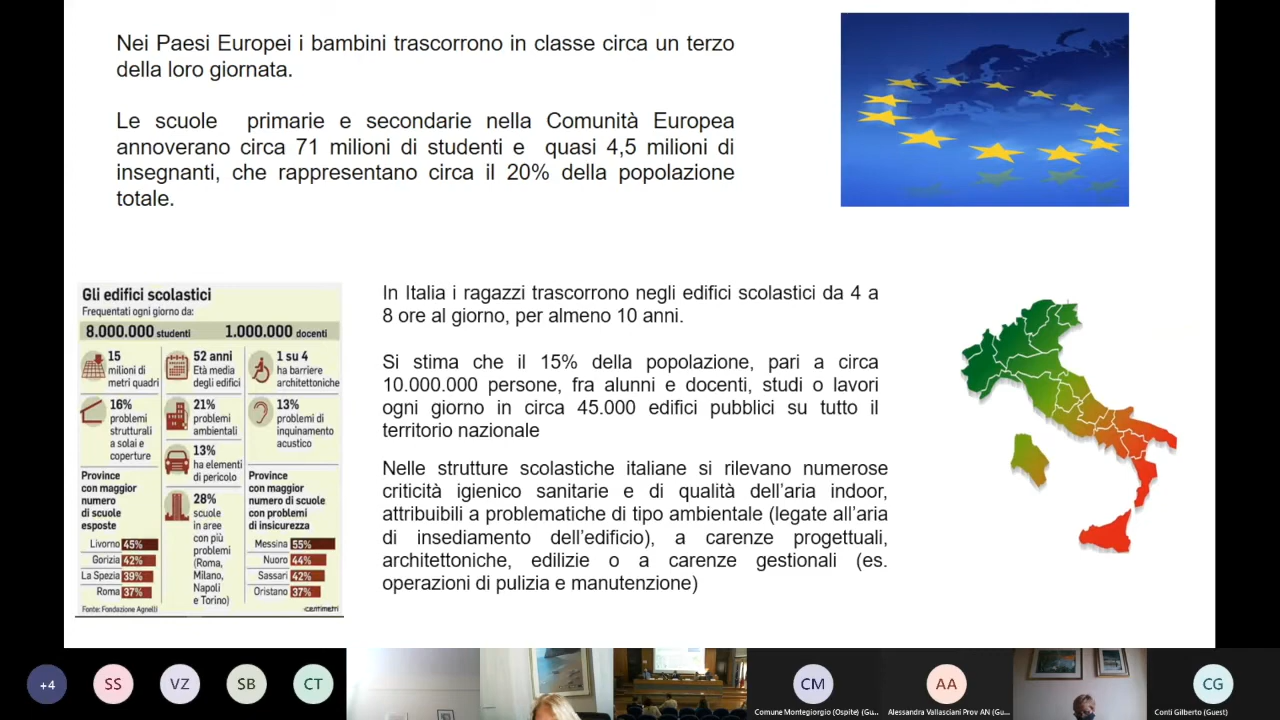 Nei Paesi Europei i bambini trascorrono in classe circa un terzo
della loro giornata.
Le scuole primarie e secondarie nella Comunità Europea
annoverano circa 71 milioni di studenti e quasi 4,5 milioni di
insegnanti, che rappresentano circa il 20% della popolazione
totale.
Gli edifici scolastici
Frequentati ogni giorno da:
8.000.000 studenti 1.000.000 docenti
15
milioni di
metri quadri
52 anni
Età media
degli edifici
1 su 4
ha barriere
architettoniche
16%
problemi
strutturali
a solai e
coperture
21%
problemi
ambientali
13%
problemi di
inquinamento
acustico
13%
ha elementi
di pericolo
28%
scuole
in aree
con più
problemi
(Roma,
Milano,
Napoli
e Torino)
Province
con maggior
numero
di scuole
esposte
Livorno 45%
Gorizia 42%
La Spezia 39%
Roma 37%
Province con maggior
numero di scuole
con problemi
di insicurezza
Messina 55%
Nuoro 44%
Sassari 42%
Oristano 37%
Fonte: Fondazione Agnelli
centimetri
In Italia i ragazzi trascorrono negli edifici scolastici da 4 a
8 ore al giorno, per almeno 10 anni.
Si stima che il 15% della popolazione, pari a circa
10.000.000 persone, fra alunni e docenti, studi o lavori
ogni giorno in circa 45.000 edifici pubblici su tutto il
territorio nazionale
Nelle strutture scolastiche italiane si rilevano numerose
criticità igienico sanitarie e di qualità dell'aria indoor,
attribuibili a problematiche di tipo ambientale (legate all'aria
di insediamento dell'edificio), a carenze progettuali,
architettoniche, edilizie o a carenze gestionali (es.
operazioni di pulizia e manutenzione)
+4
SS
VZ
SB
CT
CM
Comune Montegiorgio (Ospite) (Gu...
AA
Alessandra Vallasciani Prov AN (Gu...
CG
Conti Gilberto (Guest)